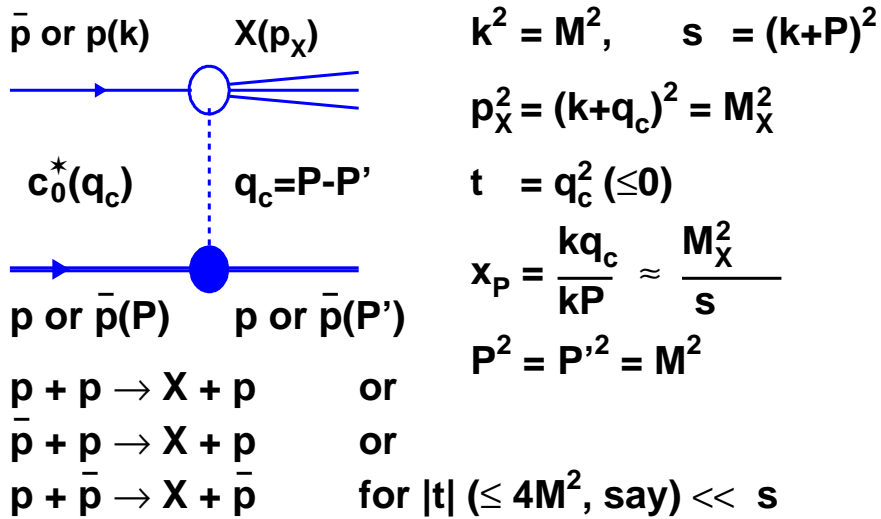 p̄ or p(k) X(p_X)
c₀*(q_c) q_c=P-P'
p or p̄(P) p or p̄(P')
p + p → X + p or
p̄ + p → X + p or
p + p̄ → X + p̄ for |t| (≤ 4M², say) << s
k² = M², s = (k+P)²
p_X² = (k+q_c)² = M_X²
t = q_c² (≤0)
x_P = kq_c/kP ≈ M_X²/s
P² = P'² = M²